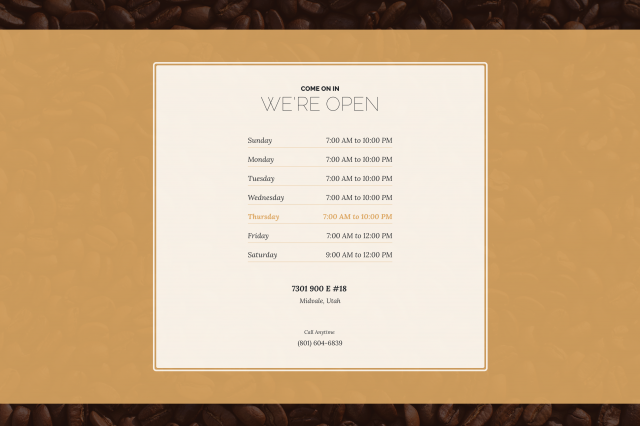 COME ON IN
WE'RE OPEN
Sunday 7:00 AM to 10:00 PM
Monday 7:00 AM to 10:00 PM
Tuesday 7:00 AM to 10:00 PM
Wednesday 7:00 AM to 10:00 PM
Thursday 7:00 AM to 10:00 PM
Friday 7:00 AM to 12:00 PM
Saturday 9:00 AM to 12:00 PM
7301 900 E #18
Midvale, Utah
Call Anytime
(801) 604-6839